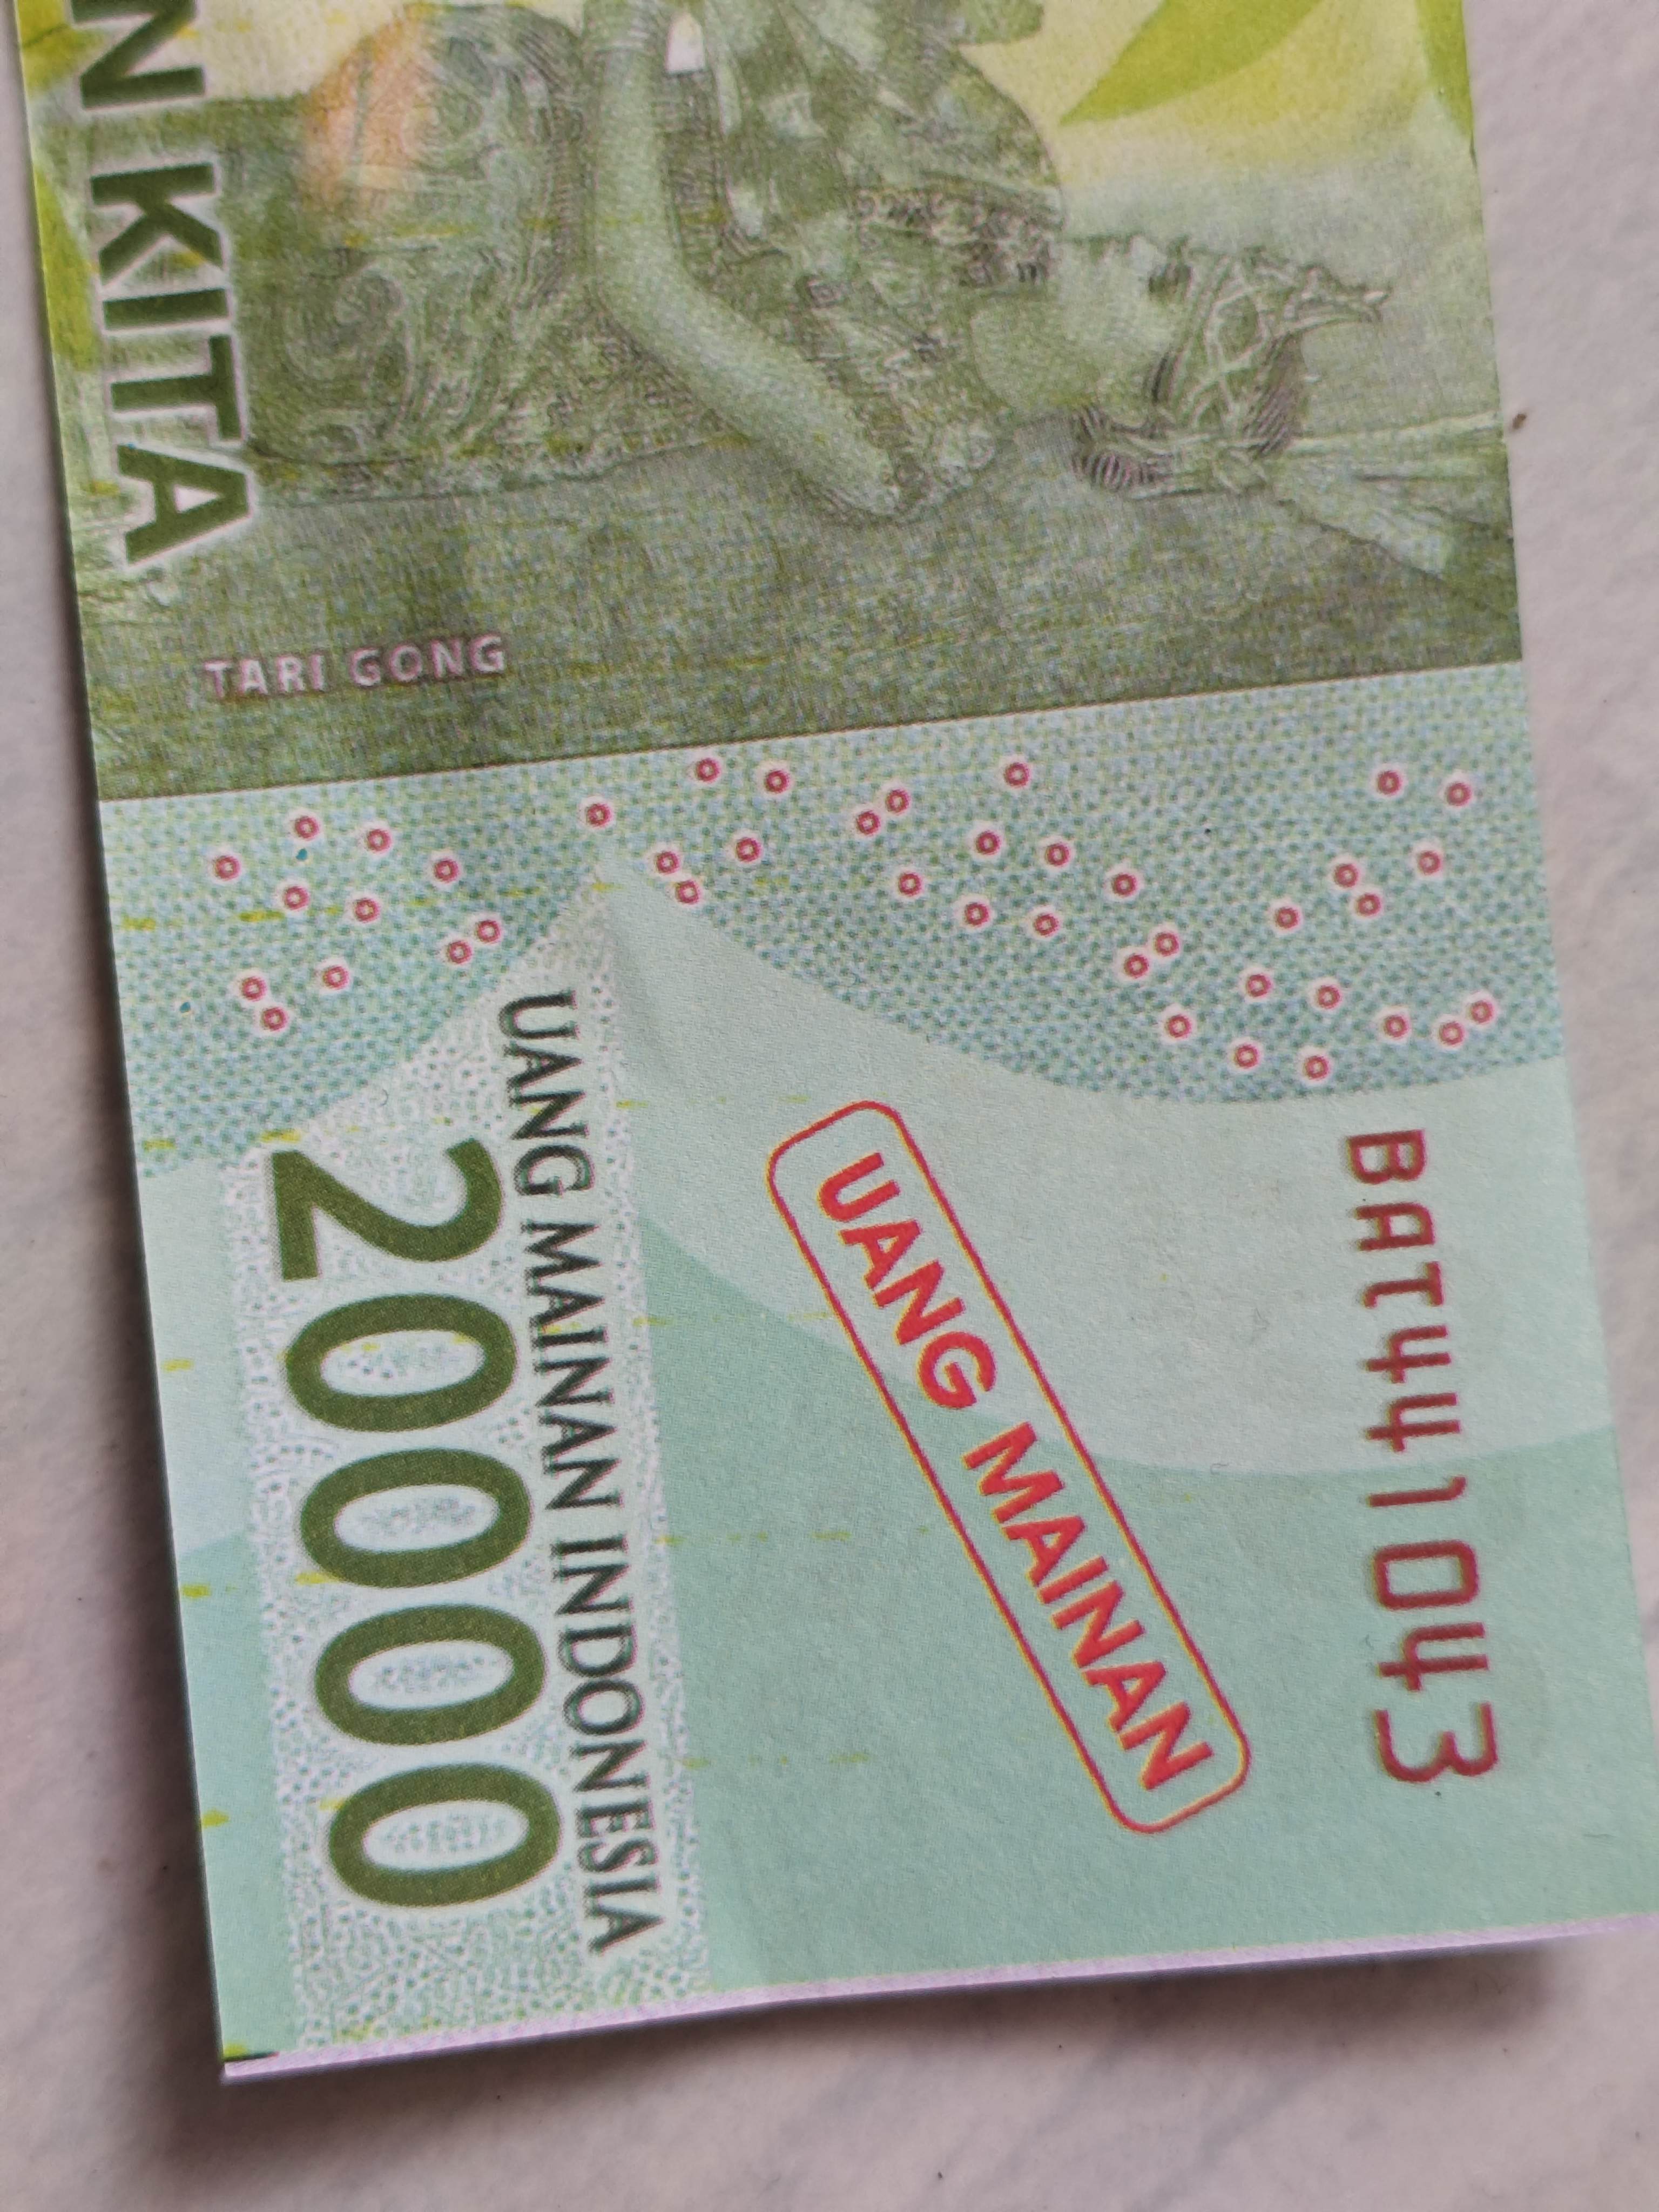 N KITA
TARI GONG
BAT441043
UANG MAINAN
UANG MAINAN INDONESIA
20000